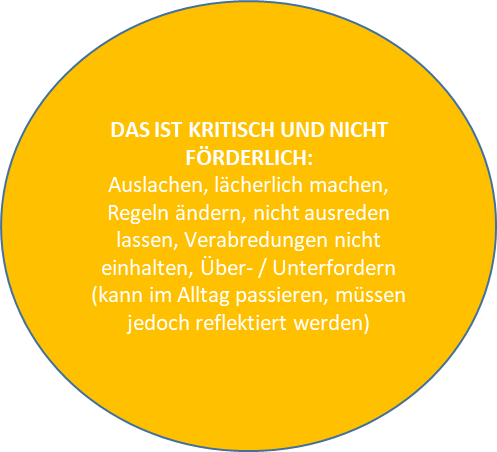 DAS IST KRITISCH UND NICHT
FÖRDERLICH:
Auslachen, lächerlich machen,
Regeln ändern, nicht ausreden
lassen, Verabredungen nicht
einhalten, Über- / Unterfordern
(kann im Alltag passieren, müssen
jedoch reflektiert werden)